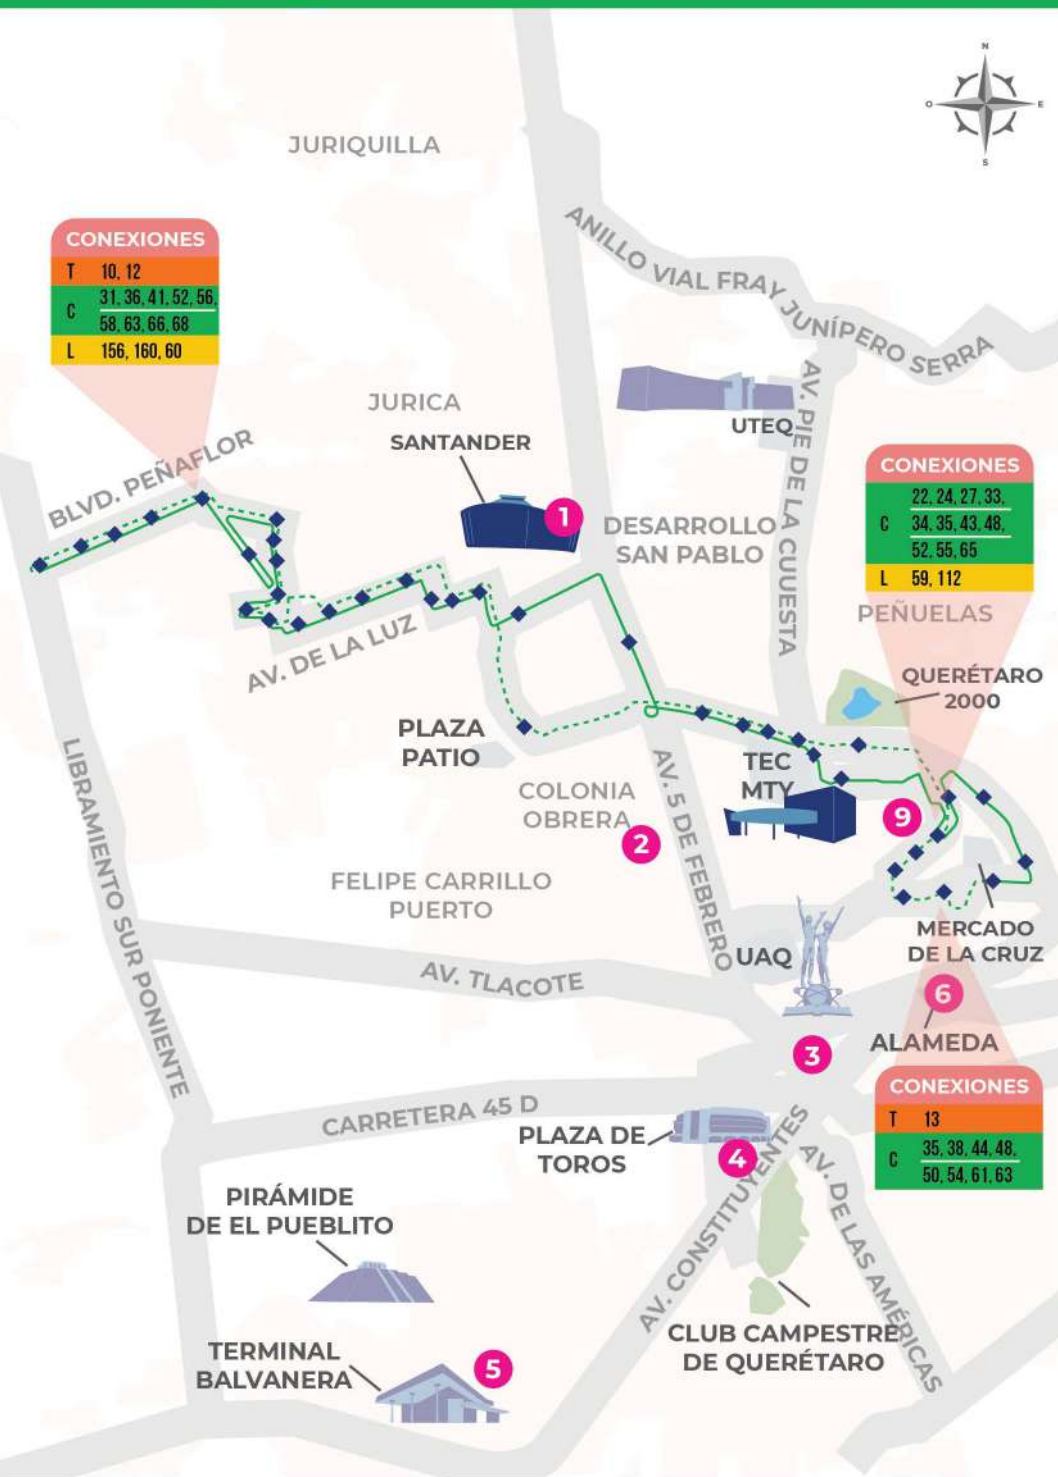 N
O
E
S
JURIQUILLA
ANILLO VIAL FRAY JUNÍPERO SERRA
CONEXIONES
T 10, 12
C 31, 36, 41, 52, 56,
58, 63, 66, 68
L 156, 160, 60
JURICA
SANTANDER
1
UTEQ
AV. PIE DE LA CUUESTA
BLVD. PEÑAFLOR
CONEXIONES
C 22, 24, 27, 33,
34, 35, 43, 48,
52, 55, 65
L 59, 112
DESARROLLO
SAN PABLO
PEÑUELAS
AV. DE LA LUZ
QUERÉTARO
2000
PLAZA
PATIO
TEC
MTY
COLONIA
OBRERA
2
9
AV. 5 DE FEBRERO
LIBRAMIENTO SUR PONIENTE
FELIPE CARRILLO
PUERTO
MERCADO
DE LA CRUZ
UAQ
AV. TLACOTE
6
ALAMEDA
3
CONEXIONES
T 13
C 35, 38, 44, 48,
50, 54, 61, 63
CARRETERA 45 D
PLAZA DE
TOROS
4
AV. CONSTITUYENTES
AV. DE LAS AMÉRICAS
PIRÁMIDE
DE EL PUEBLITO
CLUB CAMPESTRE
DE QUERÉTARO
TERMINAL
BALVANERA
5